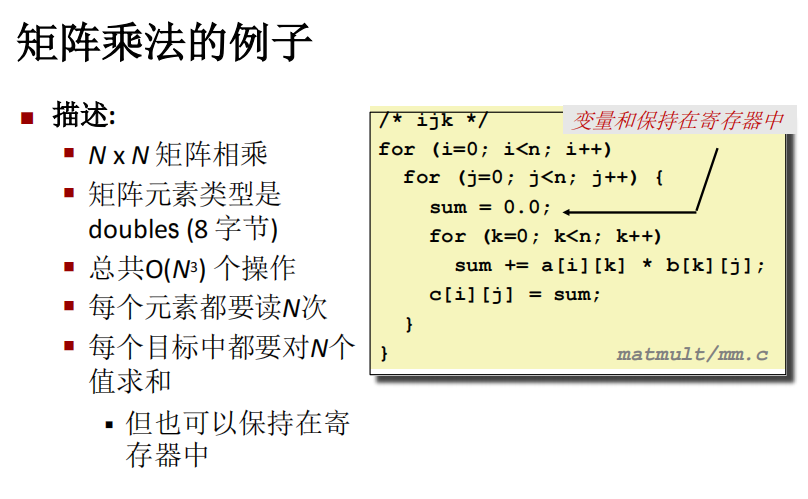 矩阵乘法的例子
描述:
N x N 矩阵相乘
矩阵元素类型是
doubles (8 字节)
总共O(N³) 个操作
每个元素都要读N次
每个目标中都要对N个
值求和
但也可以保持在寄
存器中
变量和保持在寄存器中
/* ijk */
for (i=0; i<n; i++)
for (j=0; j<n; j++) {
sum = 0.0;
for (k=0; k<n; k++)
sum += a[i][k] * b[k][j];
c[i][j] = sum;
}
}
matmult/mm.c